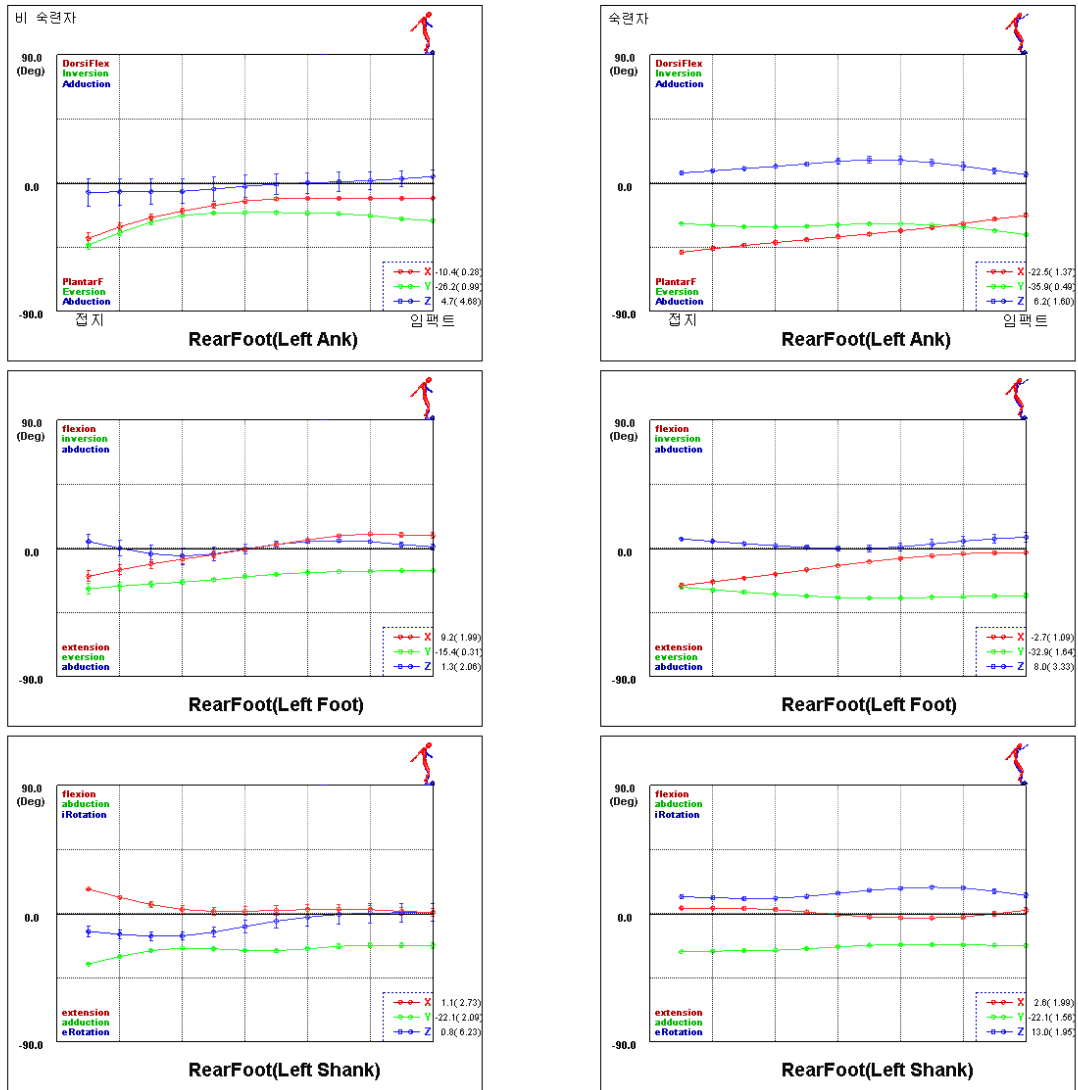 비 숙련자
90.0
(Deg)
DorsiFlex
Inversion
Adduction
0.0
PlantarF
Eversion
Abduction
X -10.4( 0.28)
Y -26.2( 0.99)
Z 4.7( 4.68)
-90.0
접지
임팩트
RearFoot(Left Ank)
숙련자
90.0
(Deg)
DorsiFlex
Inversion
Adduction
0.0
PlantarF
Eversion
Abduction
X -22.5( 1.37)
Y -35.9( 0.49)
Z 6.2( 1.60)
-90.0
접지
임팩트
RearFoot(Left Ank)
90.0
(Deg)
flexion
inversion
abduction
0.0
extension
eversion
abduction
X 9.2( 1.99)
Y -15.4( 0.31)
Z 1.3( 2.06)
-90.0
RearFoot(Left Foot)
90.0
(Deg)
flexion
inversion
abduction
0.0
extension
eversion
abduction
X -2.7( 1.09)
Y -32.9( 1.64)
Z 8.0( 3.33)
-90.0
RearFoot(Left Foot)
90.0
(Deg)
flexion
abduction
iRotation
0.0
extension
adduction
eRotation
X 1.1( 2.73)
Y -22.1( 2.09)
Z 0.8( 6.23)
-90.0
RearFoot(Left Shank)
90.0
(Deg)
flexion
abduction
iRotation
0.0
extension
adduction
eRotation
X 2.6( 1.99)
Y -22.1( 1.56)
Z 13.0( 1.95)
-90.0
RearFoot(Left Shank)